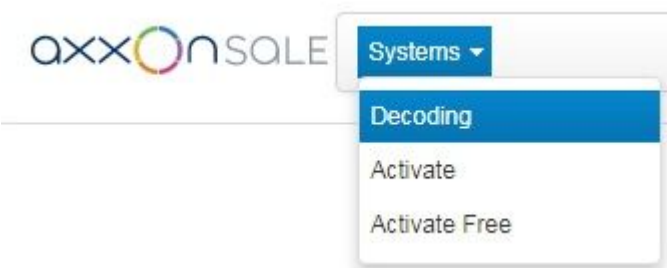 axxOnSALE
Systems
Decoding
Activate
Activate Free